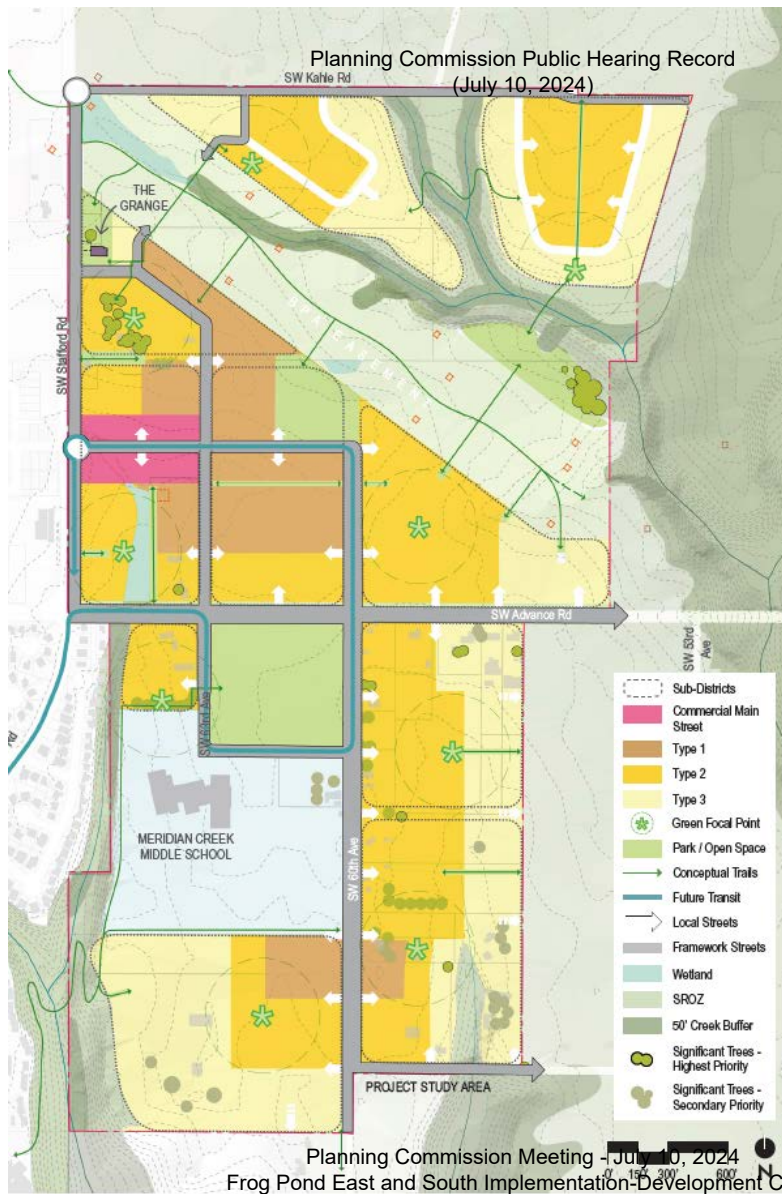 Planning Commission Public Hearing Record
SW Kahle Rd
(July 10, 2024)
THE
GRANGE
SW Stafford Rd
BPA EASEMENT
SW Advance Rd
SW 53rd
Ave
SW 63rd Ave
MERIDIAN CREEK
MIDDLE SCHOOL
SW 60th Ave
PROJECT STUDY AREA
Sub-Districts
Commercial Main
Street
Type 1
Type 2
Type 3
Green Focal Point
Park / Open Space
Conceptual Trails
Future Transit
Local Streets
Framework Streets
Wetland
SROZ
50' Creek Buffer
Significant Trees -
Highest Priority
Significant Trees -
Secondary Priority
Planning Commission Meeting - July 10, 2024
0' 150' 300' 600' N
Frog Pond East and South Implementation-Development C